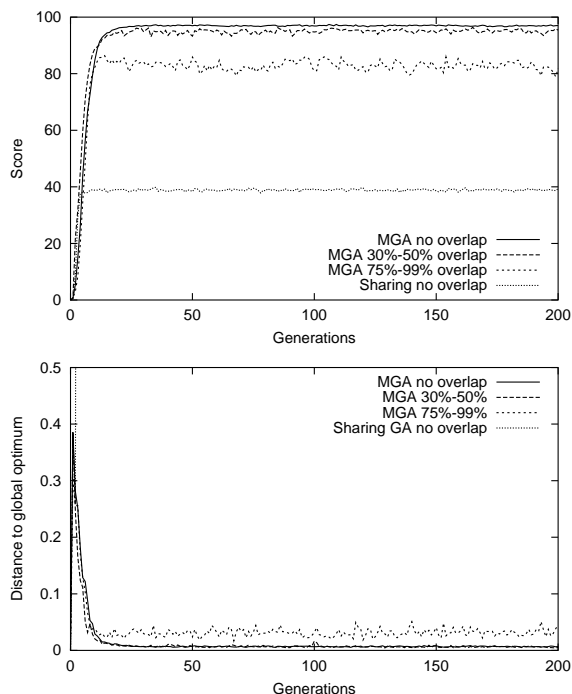 100
80
60
40
20
0
Score
MGA no overlap
MGA 30%-50% overlap
MGA 75%-99% overlap
Sharing no overlap
0 50 100 150 200
Generations
0.5
0.4
0.3
0.2
0.1
0
Distance to global optimum
MGA no overlap
MGA 30%-50%
MGA 75%-99%
Sharing GA no overlap
0 50 100 150 200
Generations